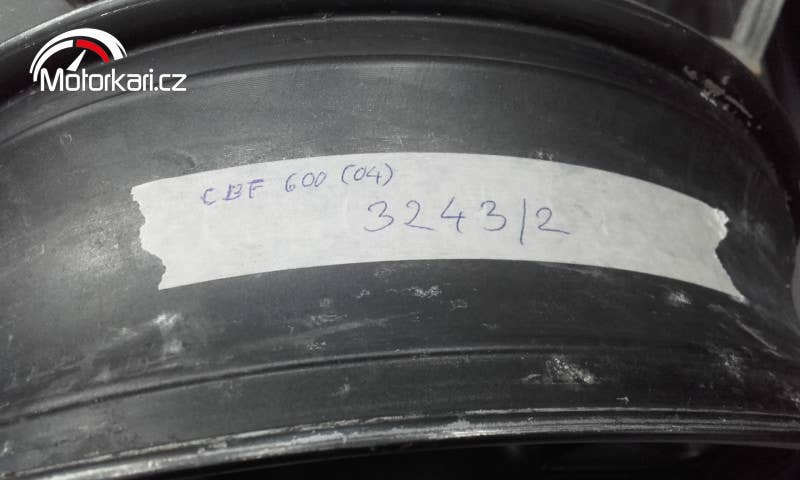 Motorkari.cz
CBF 600 (04)
3243/2